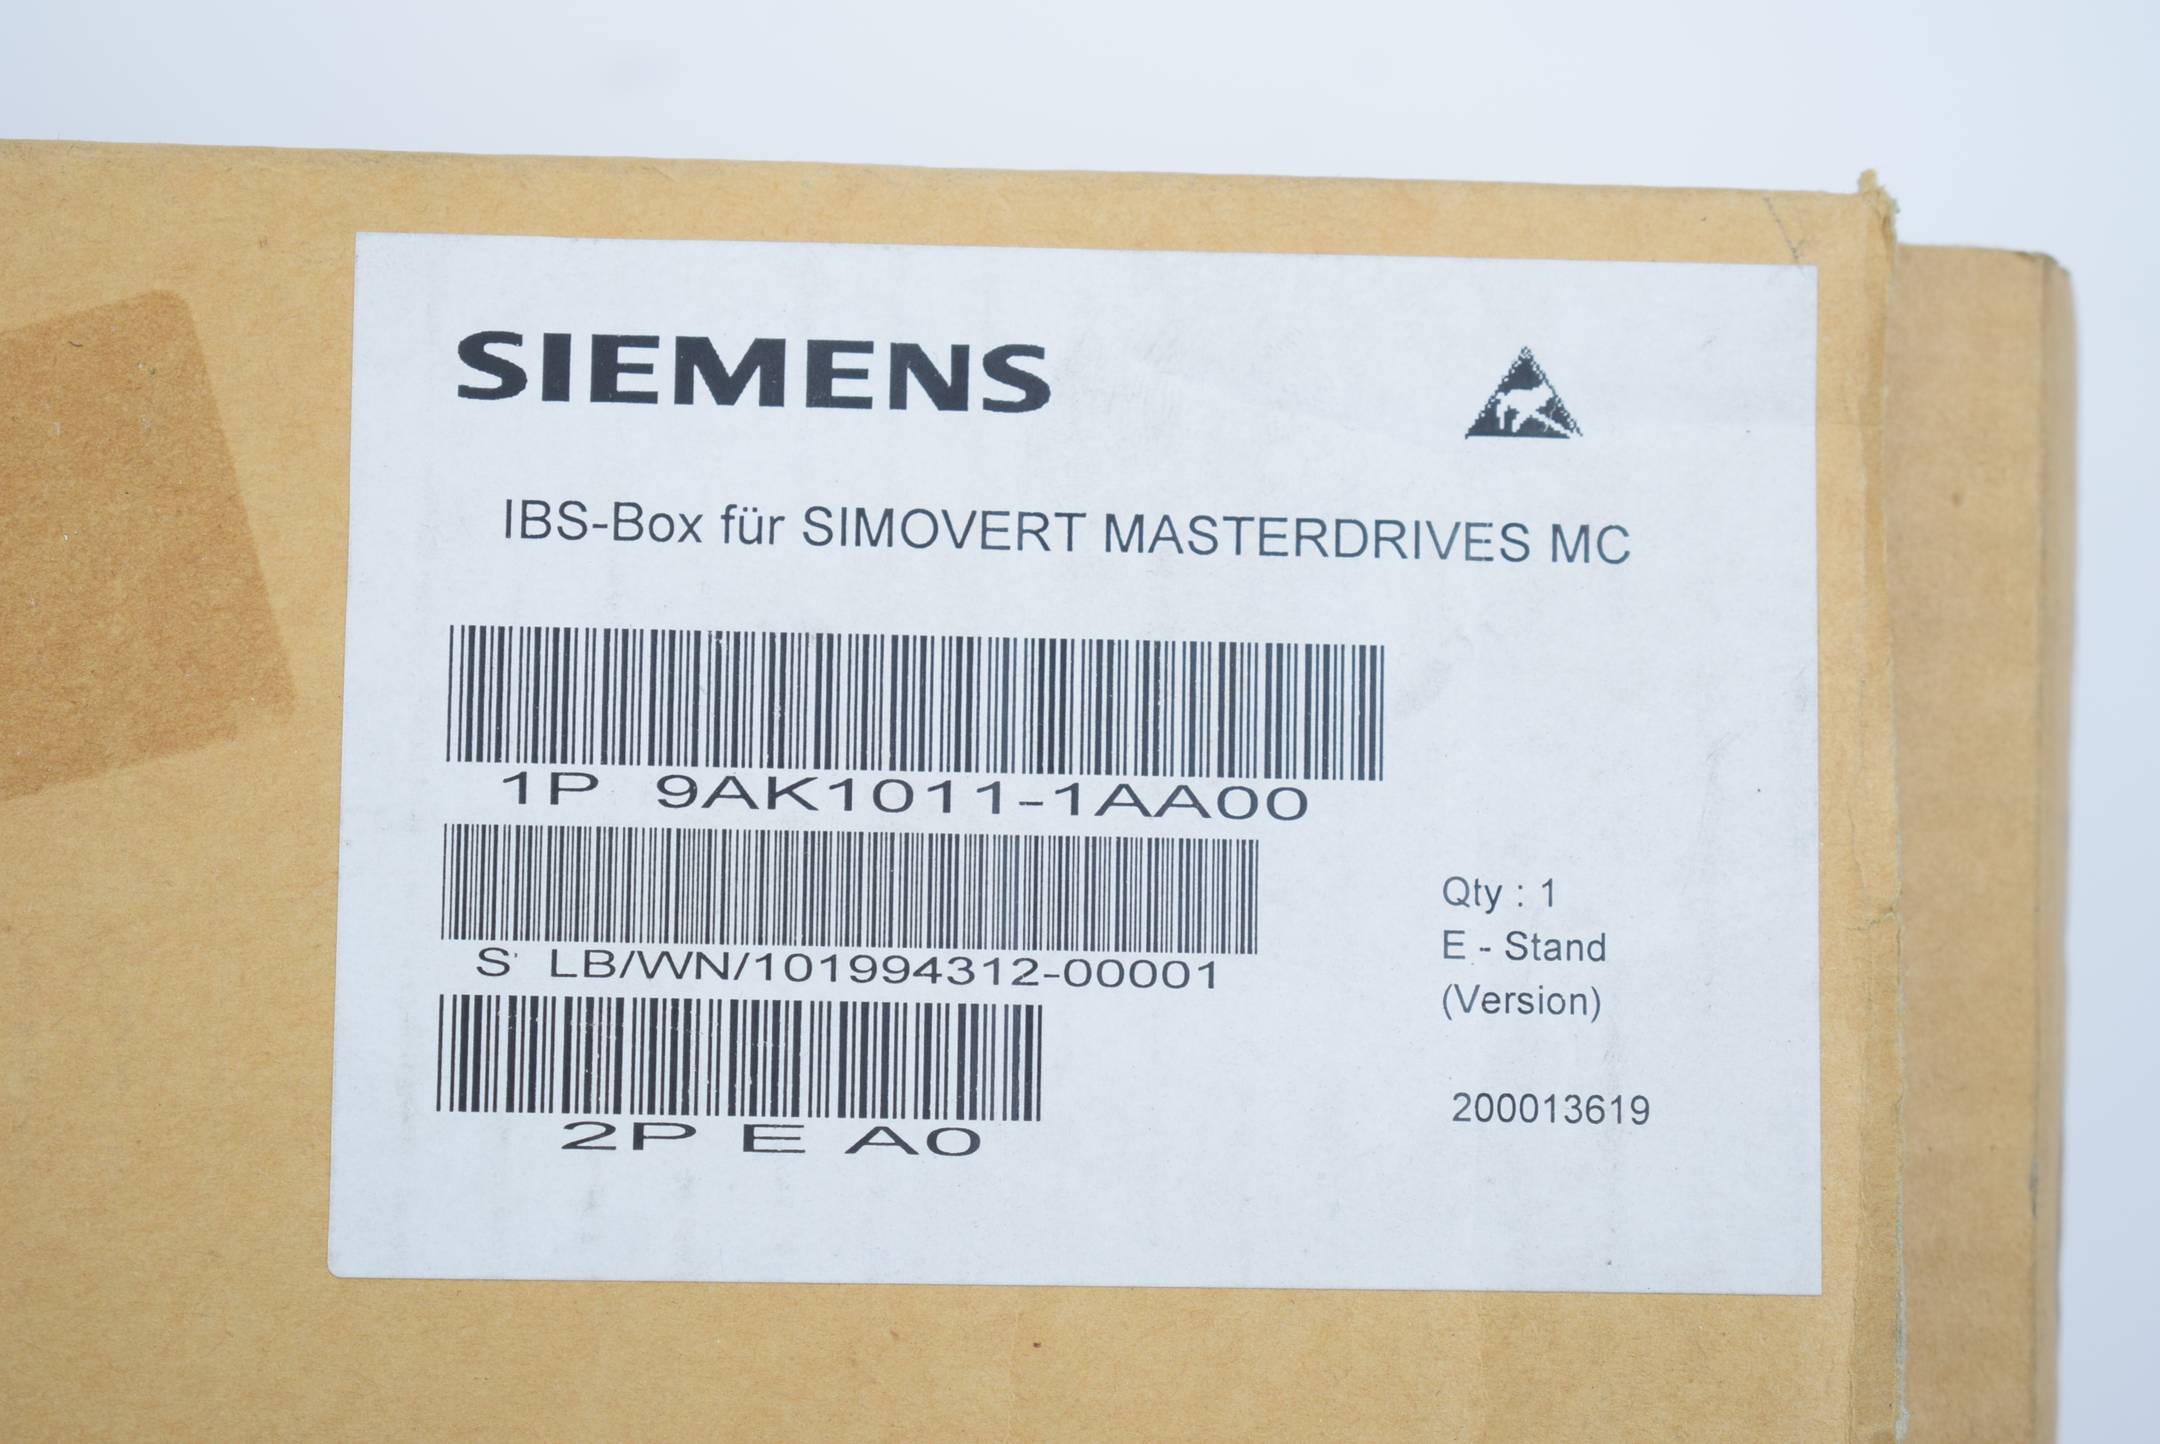 SIEMENS
IBS-Box für SIMOVERT MASTERDRIVES MC
1P 9AK1011-1AA00
S LB/WN/101994312-00001
2P E A0
Qty : 1
E - Stand
(Version)
200013619